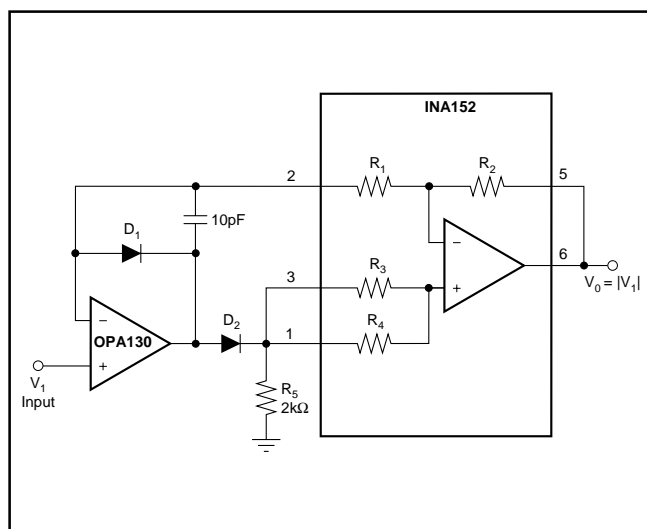 INA152
2
R1
R2
5
10pF
D1
−
+
6
V0 = |V1|
3
R3
D2
1
R4
−
OPA130
+
V1
Input
R5
2kΩ